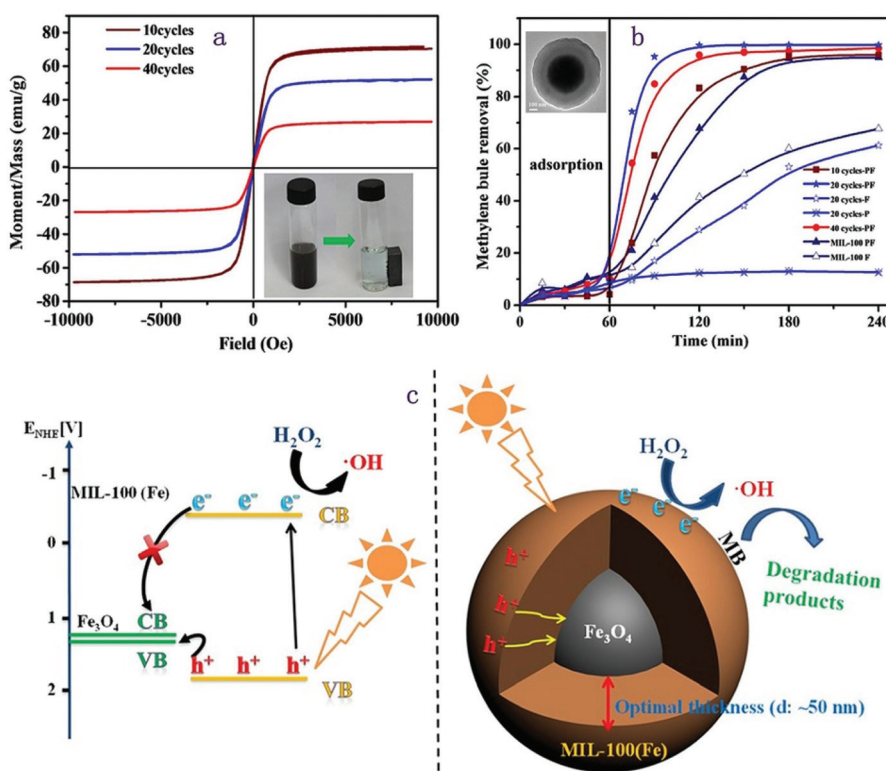 a
10cycles
20cycles
40cycles
Moment/Mass (emu/g)
80
60
40
20
0
-20
-40
-60
80
-10000
-5000
0
5000
10000
Field (Oe)
b
100 nm
adsorption
Methylene bule removal (%)
100
80
60
40
20
0
10 cycles-PF
20 cycles-PF
20 cycles-F
20 cycles-P
40 cycles-PF
MIL-100 PF
MIL-100 F
0
60
120
180
240
Time (min)
c
E_NHE[V]
-1
0
1
2
MIL-100 (Fe)
e- e- e-
CB
H2O2
·OH
Fe3O4
CB
VB
h+ h+ h+
VB
H2O2
·OH
e-
e-
e-
MB
Degradation
products
h+
h+
h+
Fe3O4
Optimal thickness (d: ~50 nm)
MIL-100(Fe)